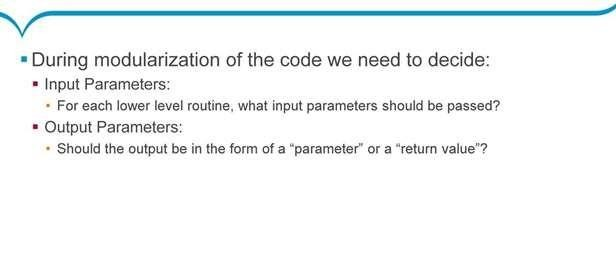 During modularization of the code we need to decide:
Input Parameters:
For each lower level routine, what input parameters should be passed?
Output Parameters:
Should the output be in the form of a “parameter” or a “return value”?